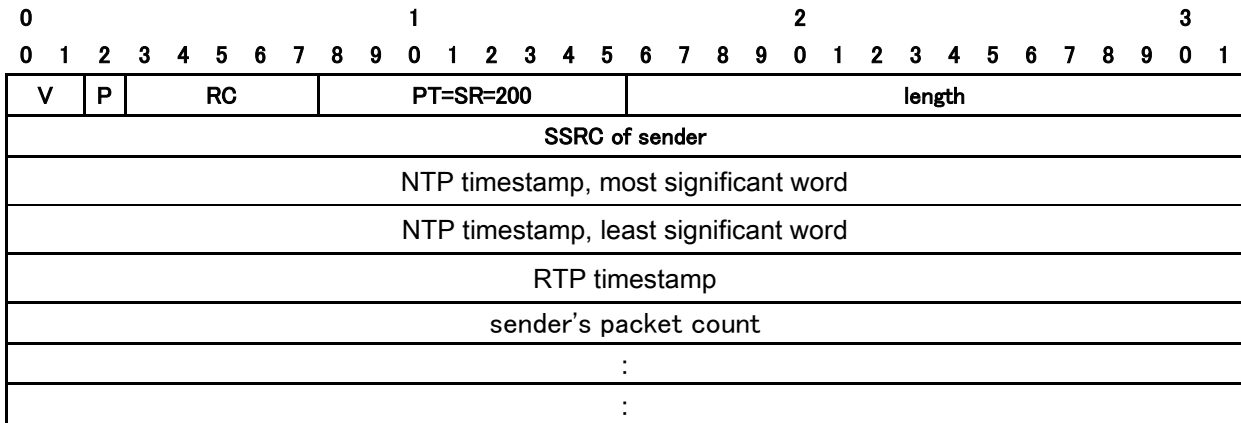 0 1 2 3
0 1 2 3 4 5 6 7 8 9 0 1 2 3 4 5 6 7 8 9 0 1 2 3 4 5 6 7 8 9 0 1
V P RC PT=SR=200 length
SSRC of sender
NTP timestamp, most significant word
NTP timestamp, least significant word
RTP timestamp
sender's packet count
:
: